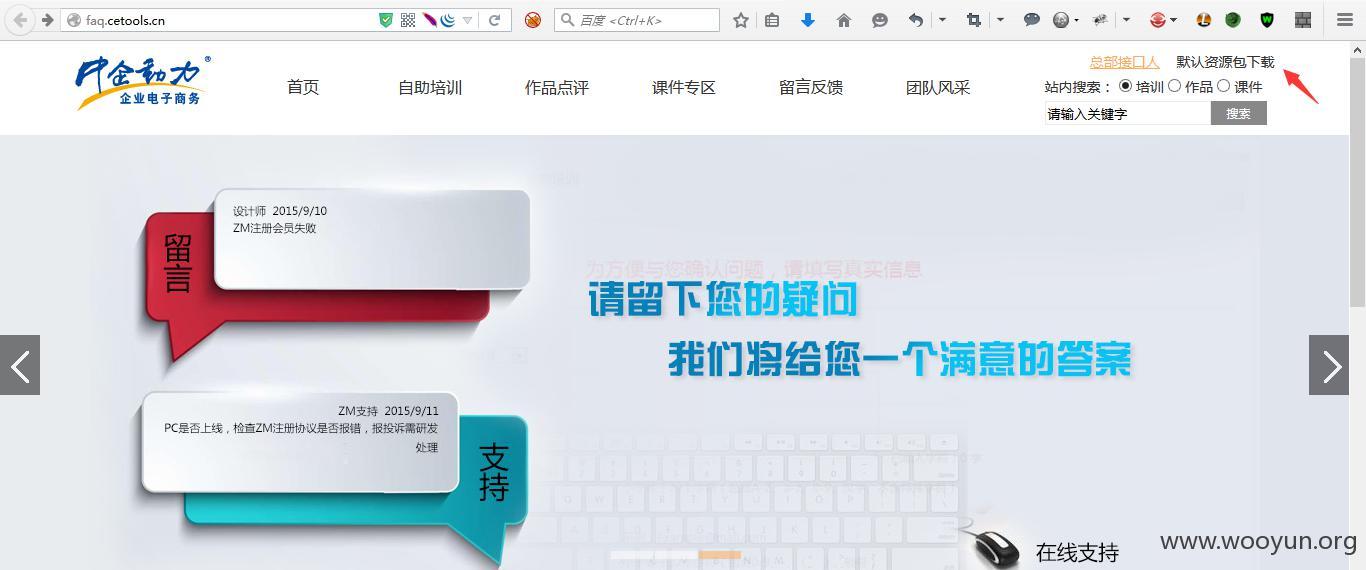 faq.cetools.cn
百度 <Ctrl+K>
中企动力®
企业电子商务
首页 自助培训 作品点评 课件专区 留言反馈 团队风采
总部接口人 默认资源包下载
站内搜索： 培训 作品 课件
请输入关键字 搜索
设计师 2015/9/10
ZM注册会员失败
留言
为方便与您确认问题，请填写真实信息
请留下您的疑问
我们将给您一个满意的答案
ZM支持 2015/9/11
PC是否上线，检查ZM注册协议是否报错，报投诉需研发
处理
支持
在线支持
www.wooyun.org